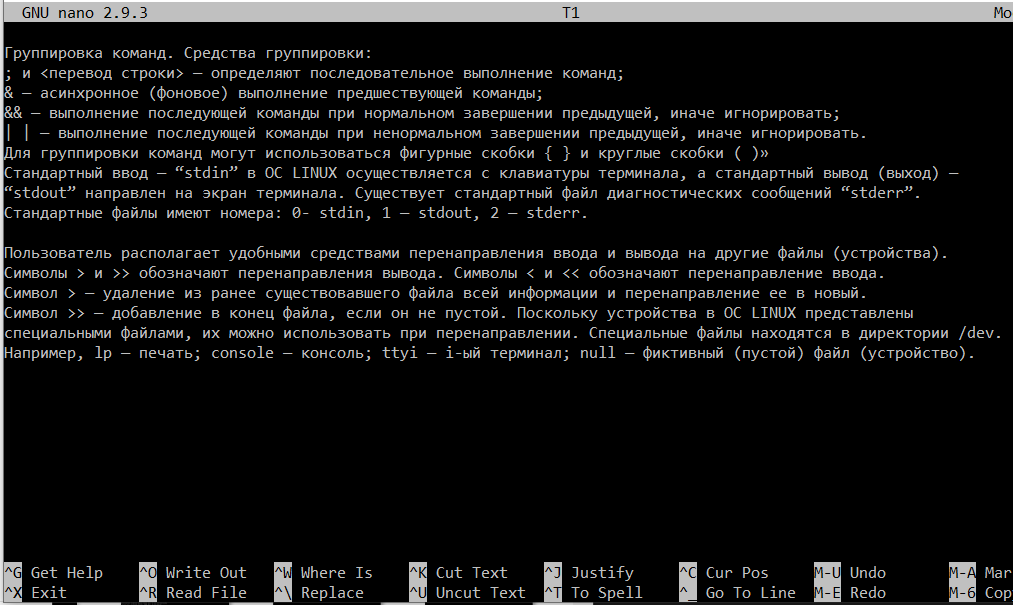 GNU nano 2.9.3 T1 Mo
Группировка команд. Средства группировки:
; и <перевод строки> – определяют последовательное выполнение команд;
& – асинхронное (фоновое) выполнение предшествующей команды;
&& – выполнение последующей команды при нормальном завершении предыдущей, иначе игнорировать;
| | – выполнение последующей команды при ненормальном завершении предыдущей, иначе игнорировать.
Для группировки команд могут использоваться фигурные скобки { } и круглые скобки ( )»
Стандартный ввод – “stdin” в ОС LINUX осуществляется с клавиатуры терминала, а стандартный вывод (выход) –
“stdout” направлен на экран терминала. Существует стандартный файл диагностических сообщений “stderr”.
Стандартные файлы имеют номера: 0- stdin, 1 – stdout, 2 – stderr.
Пользователь располагает удобными средствами перенаправления ввода и вывода на другие файлы (устройства).
Символы > и >> обозначают перенаправления вывода. Символы < и << обозначают перенаправление ввода.
Символ > – удаление из ранее существовавшего файла всей информации и перенаправление ее в новый.
Символ >> – добавление в конец файла, если он не пустой. Поскольку устройства в ОС LINUX представлены
специальными файлами, их можно использовать при перенаправлении. Специальные файлы находятся в директории /dev.
Например, lp – печать; console – консоль; ttyi – i-ый терминал; null – фиктивный (пустой) файл (устройство).
^G Get Help ^O Write Out ^W Where Is ^K Cut Text ^J Justify ^C Cur Pos M-U Undo M-A Mar
^X Exit ^R Read File ^\ Replace ^U Uncut Text ^T To Spell ^_ Go To Line M-E Redo M-6 Cop